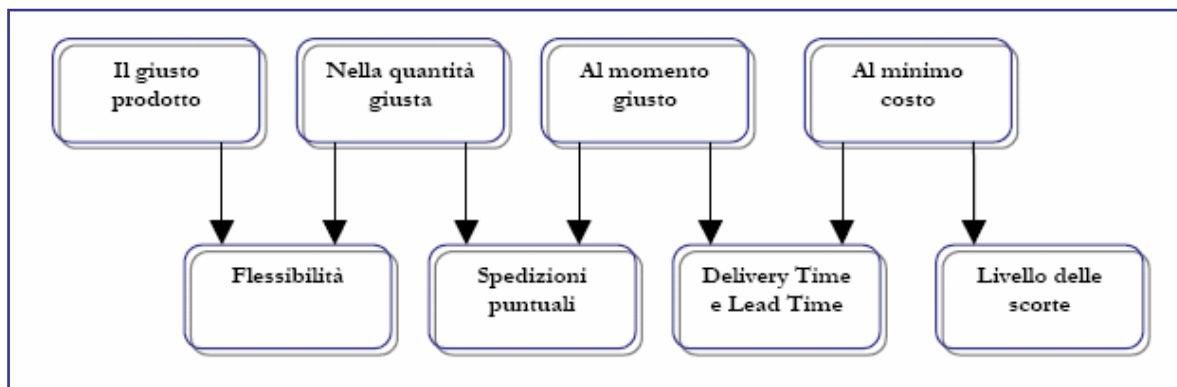 Il giusto
prodotto
Nella quantità
giusta
Al momento
giusto
Al minimo
costo
Flessibilità
Spedizioni
puntuali
Delivery Time
e Lead Time
Livello delle
scorte